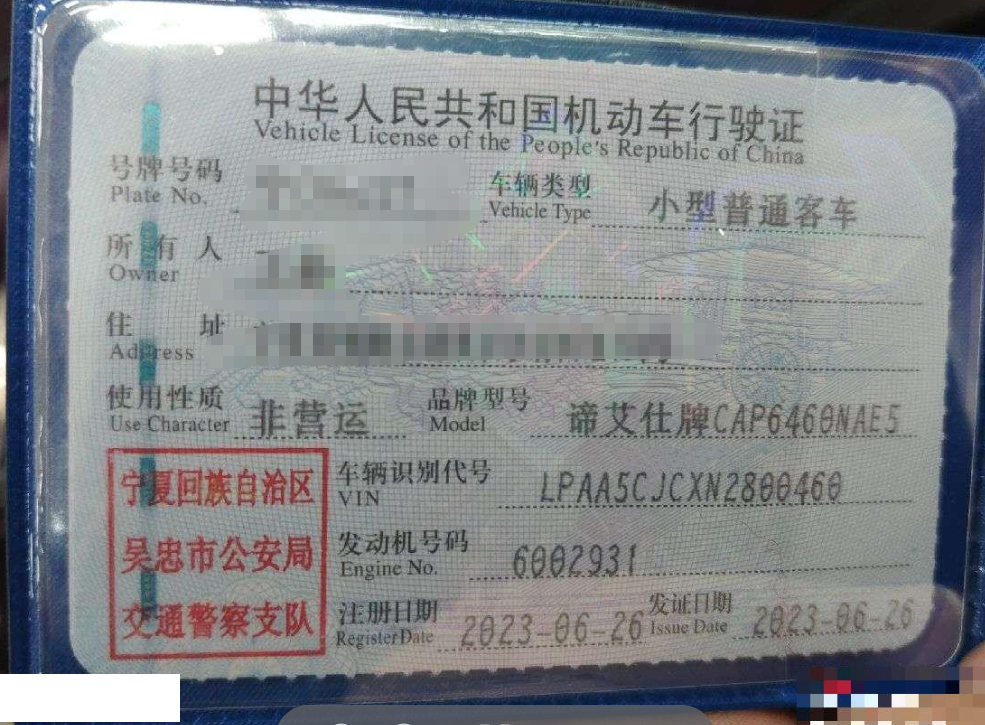 中华人民共和国机动车行驶证
Vehicle License of the People's Republic of China
号牌号码
Plate No.
车辆类型 小型普通客车
Vehicle Type
所有人
Owner
住址
Address
使用性质 非营运
Use Character
品牌型号 谛艾仕牌CAP6460NAE5
Model
宁夏回族自治区
吴忠市公安局
交通警察支队
车辆识别代号 LPAA5CJCXN2800460
VIN
发动机号码 6002931
Engine No.
注册日期 2023-06-26
Register Date
发证日期 2023-06-26
Issue Date